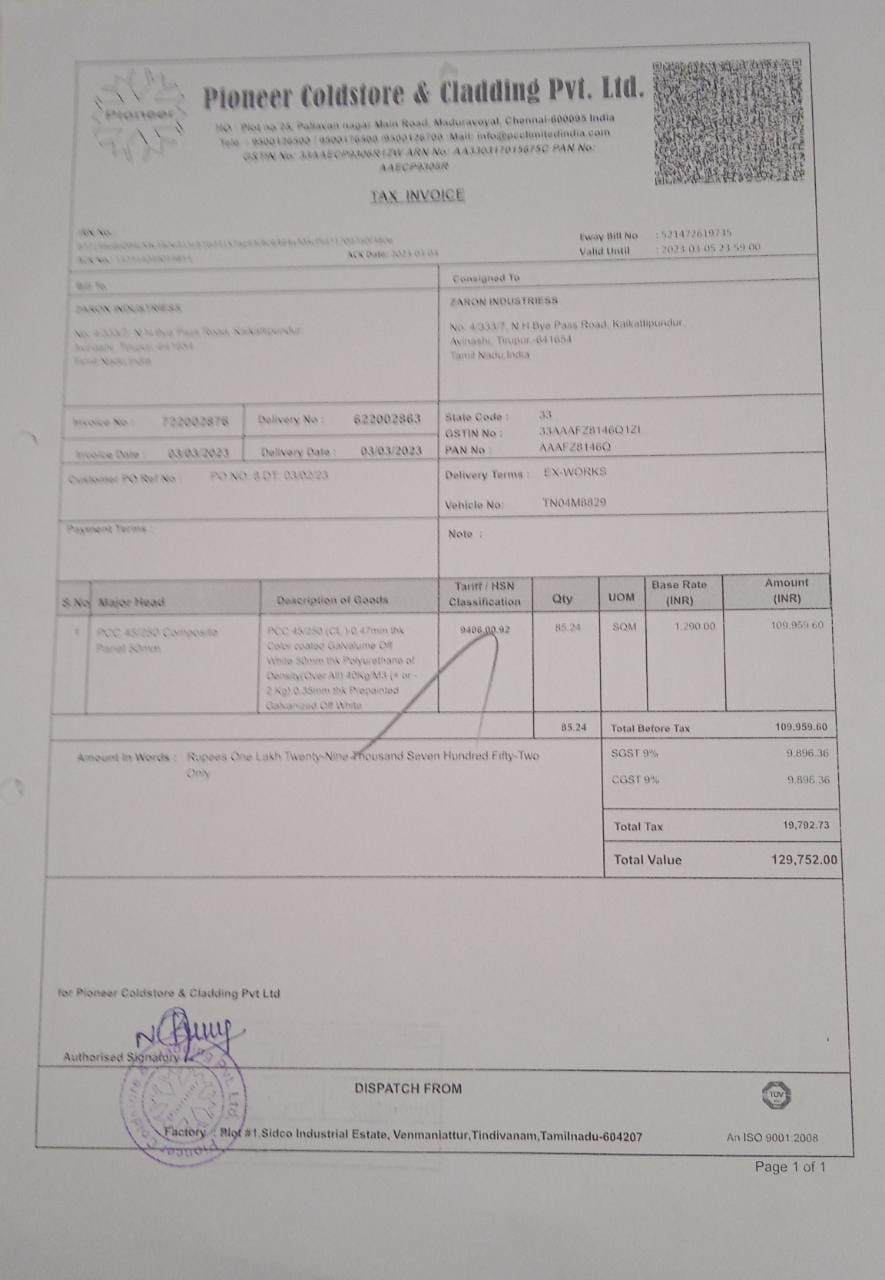 Pioneer
Pioneer Coldstore & Cladding Pvt. Ltd.
HO : Plot no 25, Pallavan nagar Main Road, Maduravoyal, Chennai-600095 India
Tele : 9500126500 / 9500176500 /9500126700 Mail: info@pcclimitedindia.com
GSTIN No: 33AAECP9306R1ZW ARN No: AA330317015675C PAN No:
AAECP9306R
TAX INVOICE
IRN No:
Eway Bill No : 521472619735
ACK Date: 2023-03-03
Valid Until : 2023-03-05 23:59:00
Bill To
Consigned To
ZARON INDUSTRIESS
ZARON INDUSTRIESS
No. 4/333/7, N.H.Bye Pass Road, Kaikattipundur,
Avinashi, Tirupur -641654
Tamil Nadu,India
No. 4/333/7, N.H.Bye Pass Road, Kaikattipundur,
Avinashi, Tirupur -641654
Tamil Nadu,India
Invoice No : 722002876 Delivery No : 622002863
Invoice Date : 03/03/2023 Delivery Date : 03/03/2023
State Code : 33
GSTIN No : 33AAAFZ8146Q1ZI
PAN No : AAAFZ8146Q
Customer PO Ref No : PO NO: 8 DT: 03/02/23
Delivery Terms : EX-WORKS
Vehicle No: TN04M8829
Payment Terms :
Note :
S.No Major Head Description of Goods Tariff / HSN Classification Qty UOM Base Rate (INR) Amount (INR)
1 PCC 45/250 Composite Panel 50mm
PCC 45/250 (CL ) 0.47mm thk
Color coated Galvalume Off
White 50mm thk Polyurethane of
Density(Over All) 40Kg/M3 (+ or -
2 Kg) 0.35mm thk Prepainted
Galvanized Off White
9406.00.92 85.24 SQM 1,290.00 109,959.60
85.24 Total Before Tax 109,959.60
Amount In Words : Rupees One Lakh Twenty-Nine Thousand Seven Hundred Fifty-Two
Only
SGST 9% 9,896.36
CGST 9% 9,896.36
Total Tax 19,792.73
Total Value 129,752.00
for Pioneer Coldstore & Cladding Pvt Ltd
Authorised Signatory
DISPATCH FROM
TUV
Factory : Plot #1,Sidco Industrial Estate, Venmaniattur,Tindivanam,Tamilnadu-604207
An ISO 9001:2008
Page 1 of 1